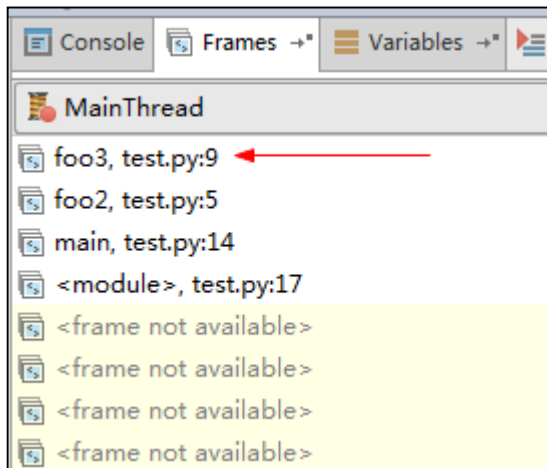 Console Frames Variables
MainThread
foo3, test.py:9
foo2, test.py:5
main, test.py:14
<module>, test.py:17
<frame not available>
<frame not available>
<frame not available>
<frame not available>